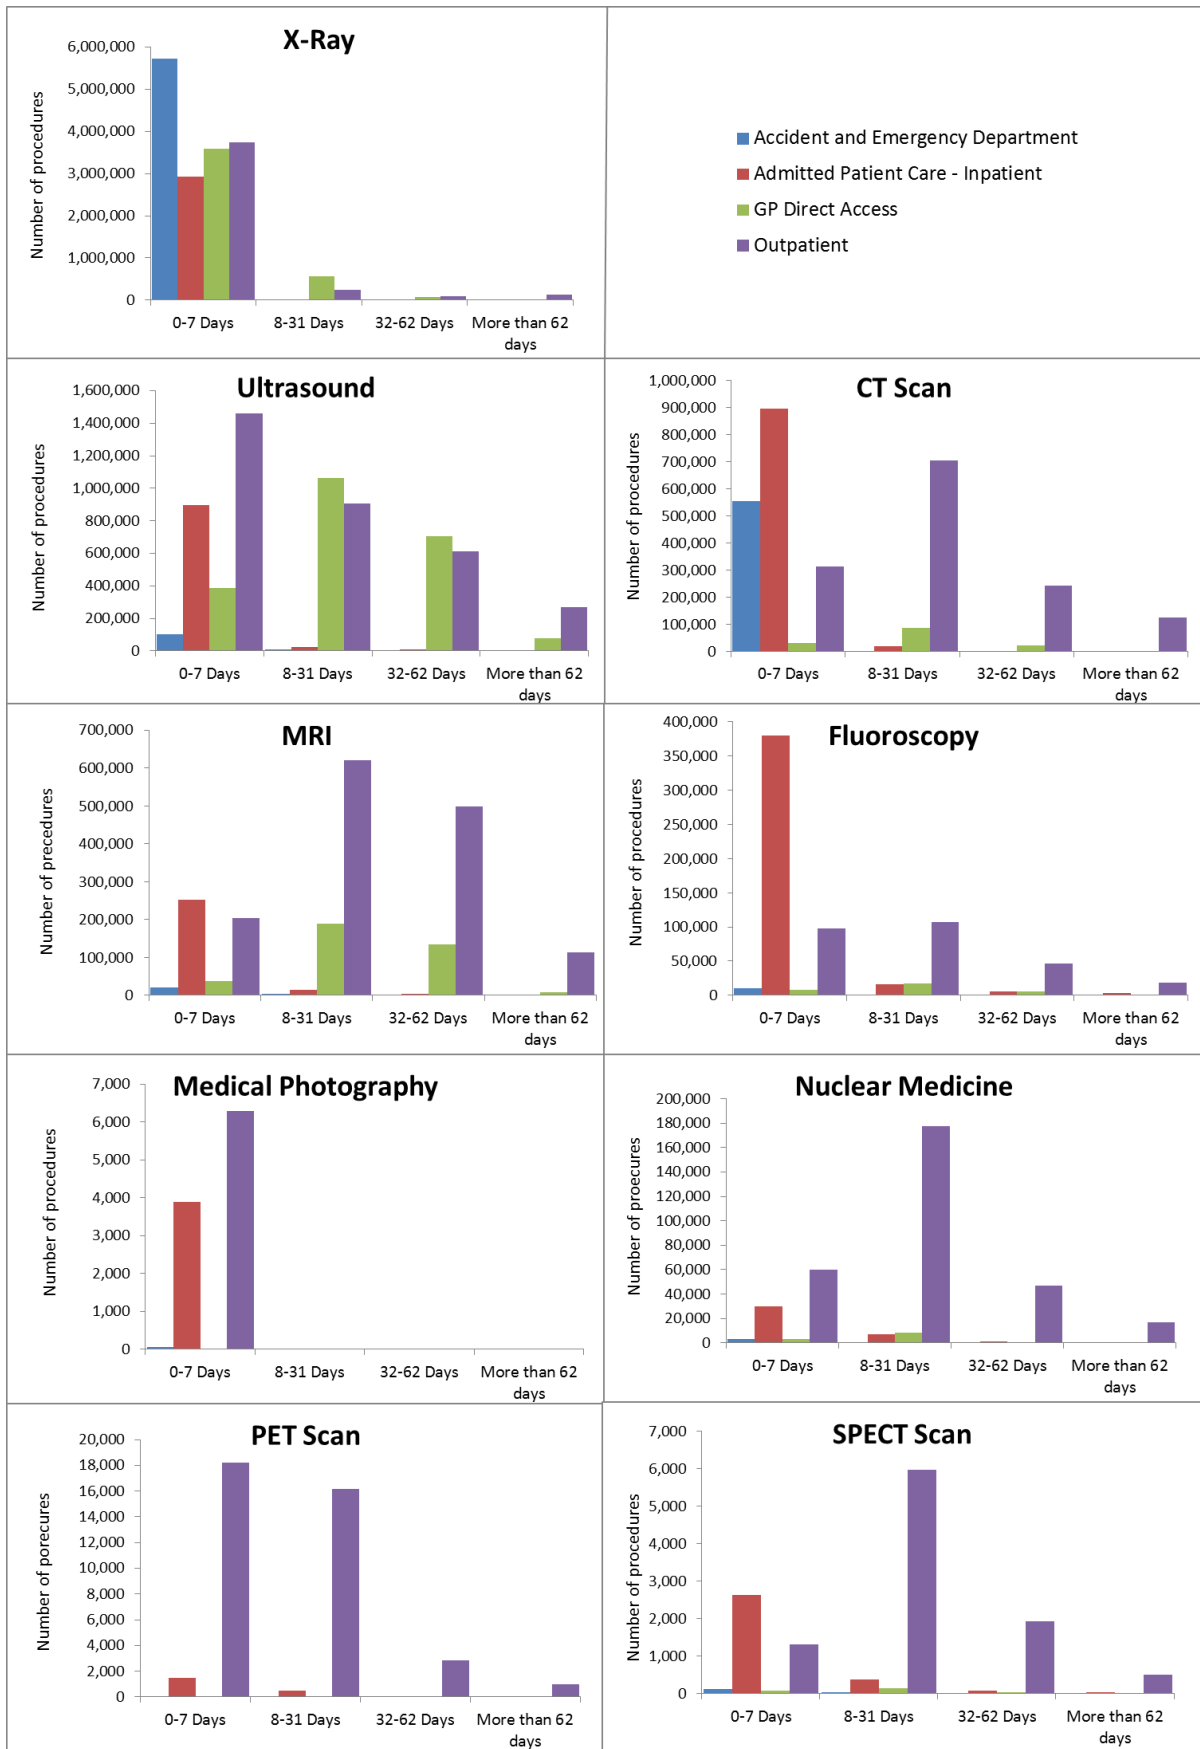 X-Ray
Number of procedures
6,000,000
5,000,000
4,000,000
3,000,000
2,000,000
1,000,000
0
0-7 Days
8-31 Days
32-62 Days
More than 62
days
Accident and Emergency Department
Admitted Patient Care - Inpatient
GP Direct Access
Outpatient
Ultrasound
Number of procedures
1,600,000
1,400,000
1,200,000
1,000,000
800,000
600,000
400,000
200,000
0
0-7 Days
8-31 Days
32-62 Days
More than 62
days
CT Scan
Number of procedures
1,000,000
900,000
800,000
700,000
600,000
500,000
400,000
300,000
200,000
100,000
0
0-7 Days
8-31 Days
32-62 Days
More than 62
days
MRI
Number of precedures
700,000
600,000
500,000
400,000
300,000
200,000
100,000
0
0-7 Days
8-31 Days
32-62 Days
More than 62
days
Fluoroscopy
Number of procedures
400,000
350,000
300,000
250,000
200,000
150,000
100,000
50,000
0
0-7 Days
8-31 Days
32-62 Days
More than 62
days
Medical Photography
Number of procedures
7,000
6,000
5,000
4,000
3,000
2,000
1,000
0
0-7 Days
8-31 Days
32-62 Days
More than 62
days
Nuclear Medicine
Number of proecures
200,000
180,000
160,000
140,000
120,000
100,000
80,000
60,000
40,000
20,000
0
0-7 Days
8-31 Days
32-62 Days
More than 62
days
PET Scan
Number of porecures
20,000
18,000
16,000
14,000
12,000
10,000
8,000
6,000
4,000
2,000
0
0-7 Days
8-31 Days
32-62 Days
More than 62
days
SPECT Scan
Number of procedures
7,000
6,000
5,000
4,000
3,000
2,000
1,000
0
0-7 Days
8-31 Days
32-62 Days
More than 62
days